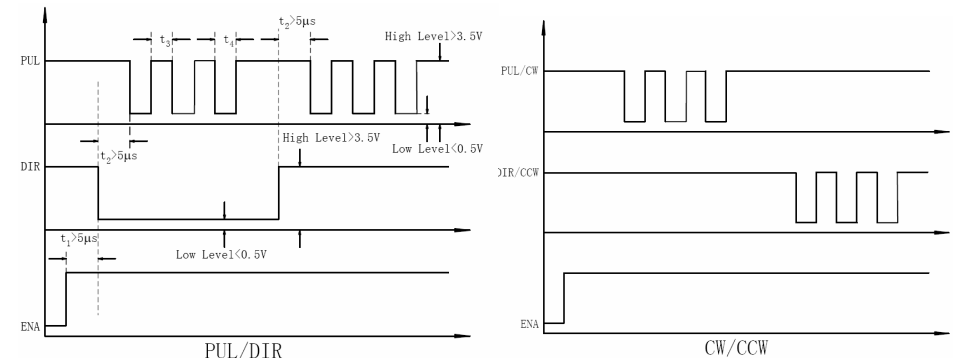 t₂>5μs
t₃
t₄
High Level>3.5V
PUL
t₂>5μs
High Level>3.5V
Low Level<0.5V
DIR
t₁>5μs
Low Level<0.5V
ENA
PUL/DIR
PUL/CW
DIR/CCW
ENA
CW/CCW